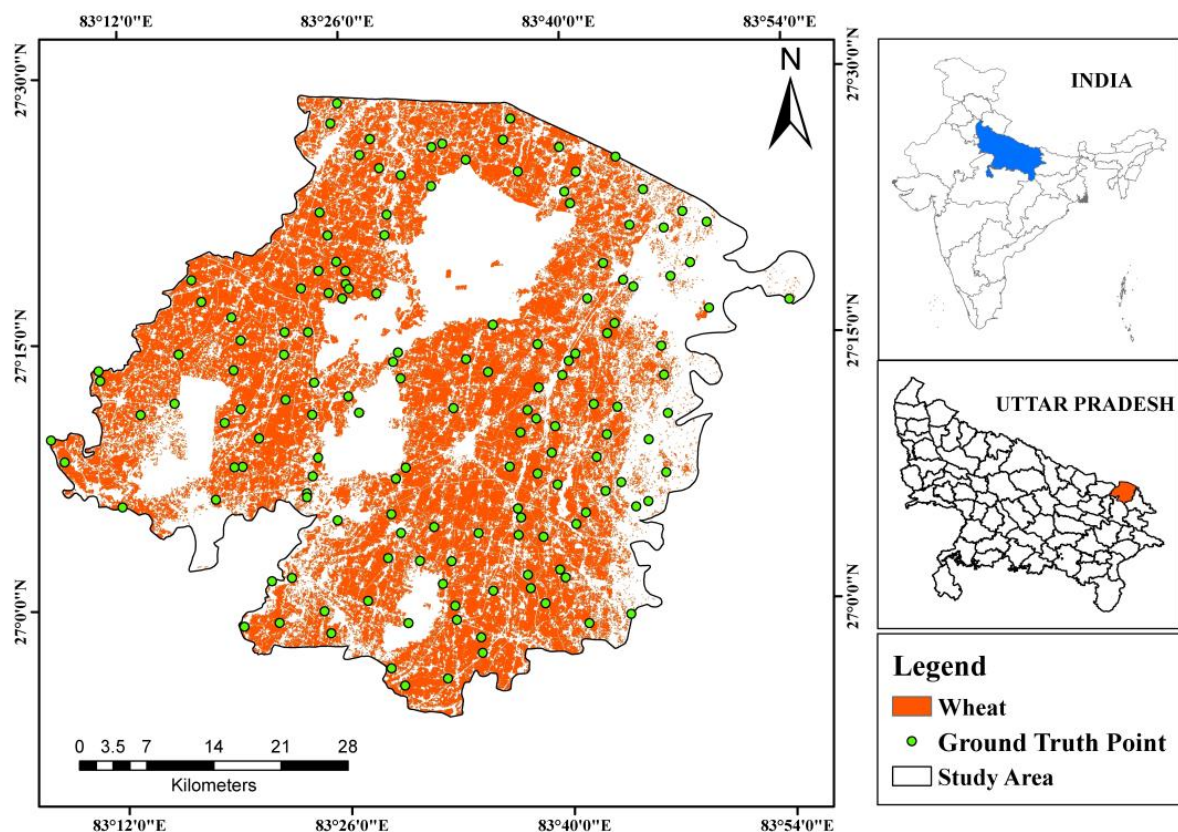 83°12'0"E 83°26'0"E 83°40'0"E 83°54'0"E
27°30'0"N
27°15'0"N
27°0'0"N
N
27°30'0"N
27°15'0"N
27°0'0"N
0 3.5 7 14 21 28
Kilometers
83°12'0"E 83°26'0"E 83°40'0"E 83°54'0"E
INDIA
UTTAR PRADESH
Legend
Wheat
Ground Truth Point
Study Area